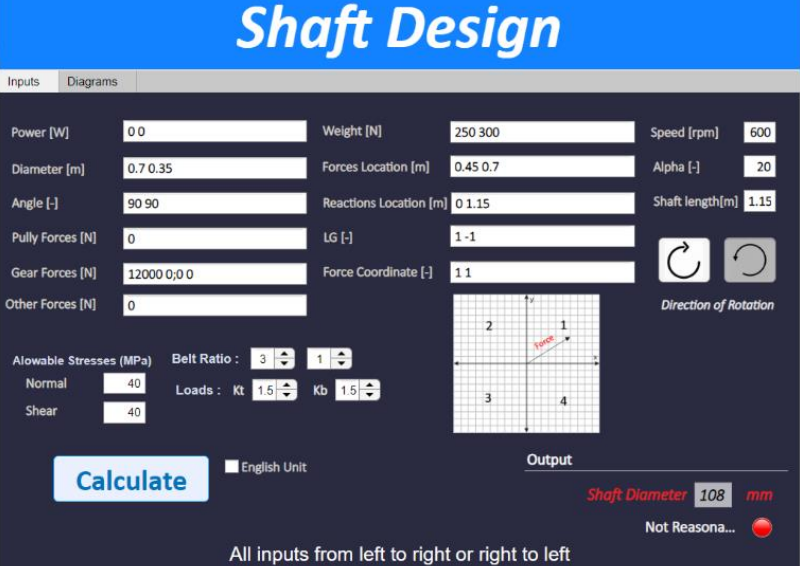 Shaft Design
Inputs Diagrams
Power [W] 0 0 Weight [N] 250 300 Speed [rpm] 600
Diameter [m] 0.7 0.35 Forces Location [m] 0.45 0.7 Alpha [-] 20
Angle [-] 90 90 Reactions Location [m] 0 1.15 Shaft length[m] 1.15
Pully Forces [N] 0 LG [-] 1 -1
Gear Forces [N] 12000 0;0 0 Force Coordinate [-] 1 1
Other Forces [N] 0 Direction of Rotation
y
2 1
Force
x
3 4
Alowable Stresses (MPa) Belt Ratio : 3 1
Normal 40 Loads : Kt 1.5 Kb 1.5
Shear 40
Calculate English Unit Output
Shaft Diameter 108 mm
Not Reasona...
All inputs from left to right or right to left